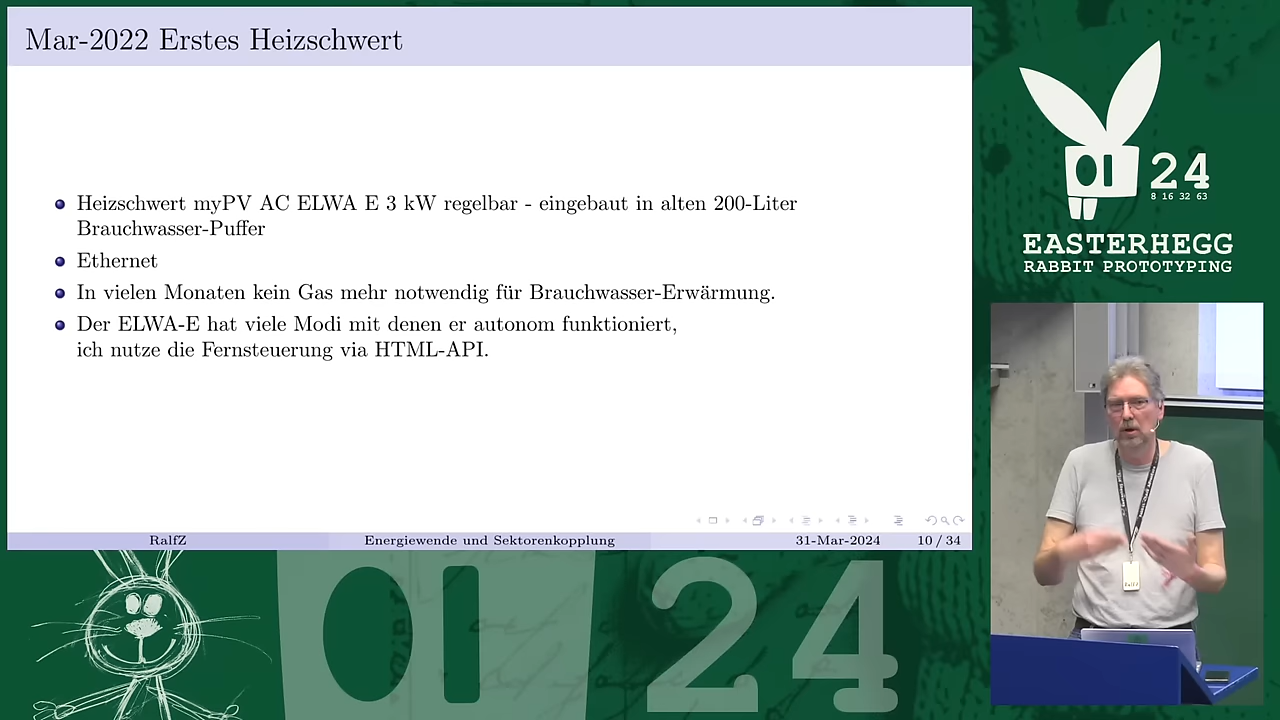 Mar-2022 Erstes Heizschwert
Heizschwert myPV AC ELWA E 3 kW regelbar - eingebaut in alten 200-Liter
Brauchwasser-Puffer
Ethernet
In vielen Monaten kein Gas mehr notwendig für Brauchwasser-Erwärmung.
Der ELWA-E hat viele Modi mit denen er autonom funktioniert,
ich nutze die Fernsteuerung via HTML-API.
RalfZ
Energiewende und Sektorenkopplung
31-Mar-2024
10 / 34
24
8 16 32 63
EASTERHEGG
RABBIT PROTOTYPING
24